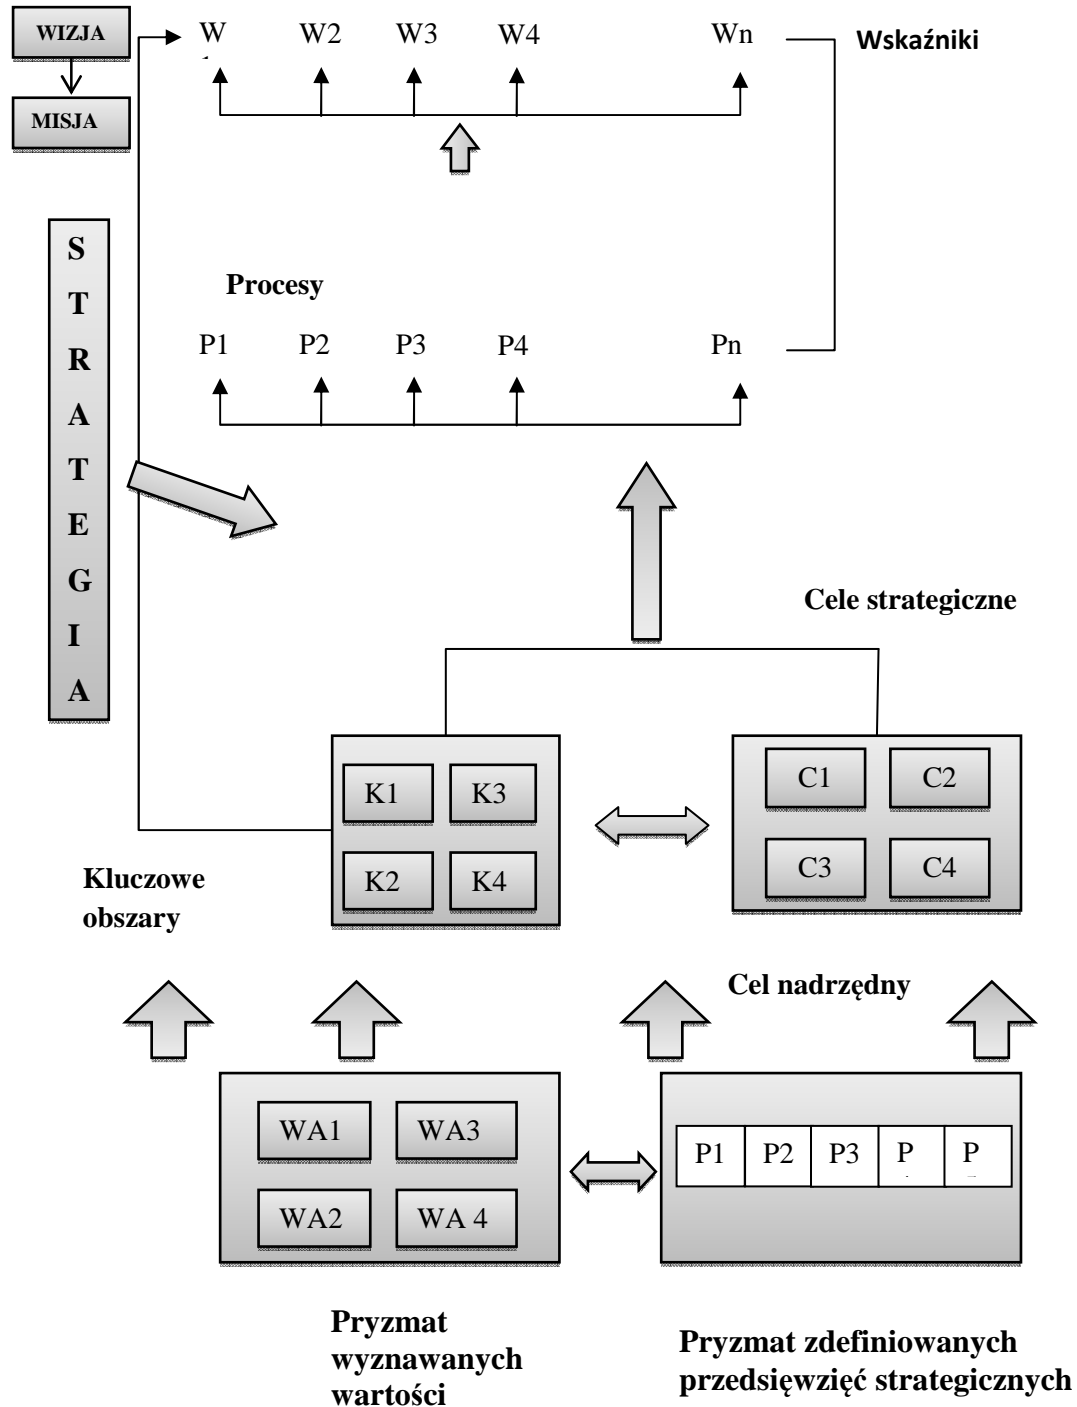 WIZJA
W W2 W3 W4 Wn
Wskaźniki
MISJA
S
T
R
A
T
E
G
I
A
Procesy
P1 P2 P3 P4 Pn
Cele strategiczne
K1 K3
C1 C2
K2 K4
C3 C4
Kluczowe
obszary
Cel nadrzędny
WA1 WA3
P1 P2 P3 P P
WA2 WA 4
Pryzmat
wyznawanych
wartości
Pryzmat zdefiniowanych
przedsięwzięć strategicznych